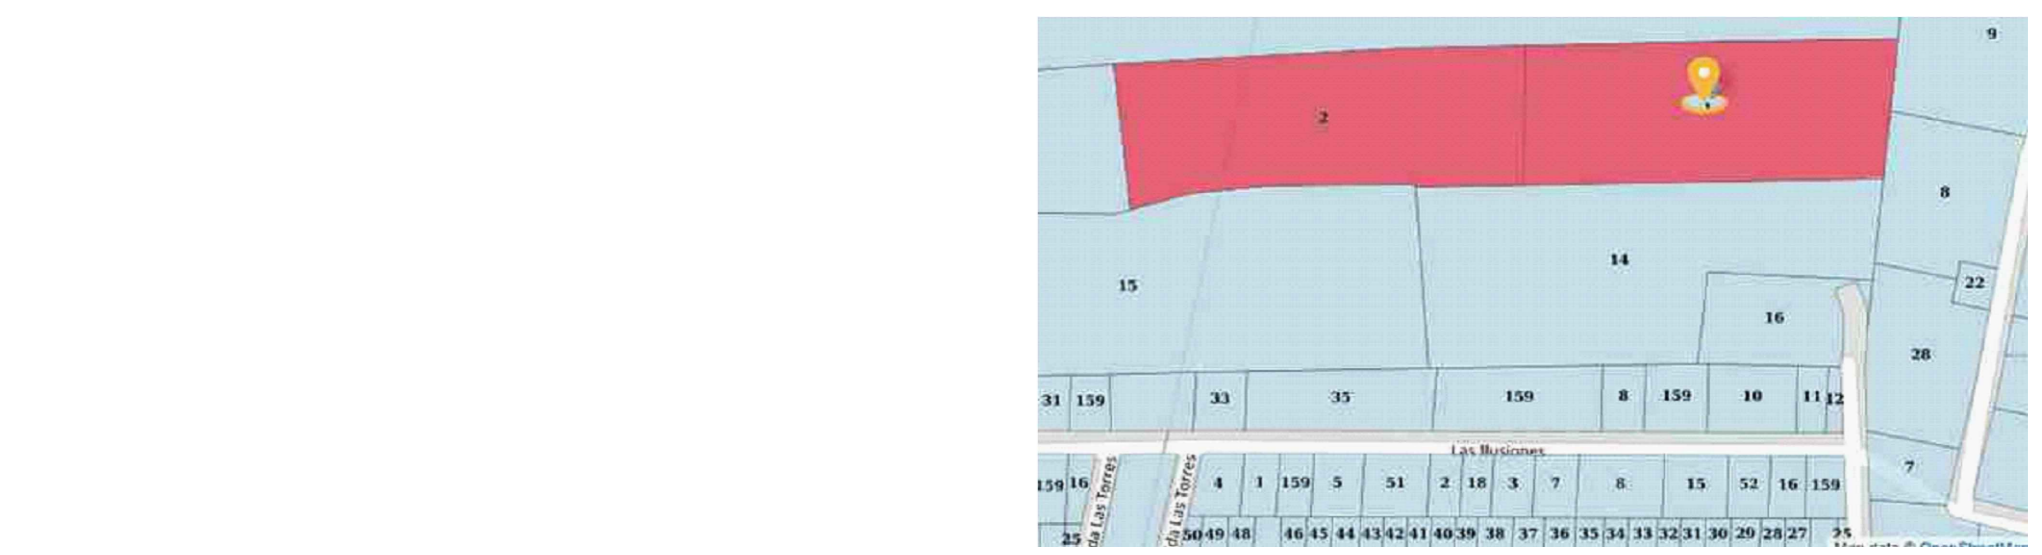 9
2
8
14
22
15
16
28
31 159 33 35 159 8 159 10 11 12
Las Ilusiones
7
159 16 4 1 159 5 51 2 18 3 7 8 15 52 16 159
da Las Torres
da Las Torres
25 50 49 48 46 45 44 43 42 41 40 39 38 37 36 35 34 33 32 31 30 29 28 27 25
Map data © OpenStreetMap